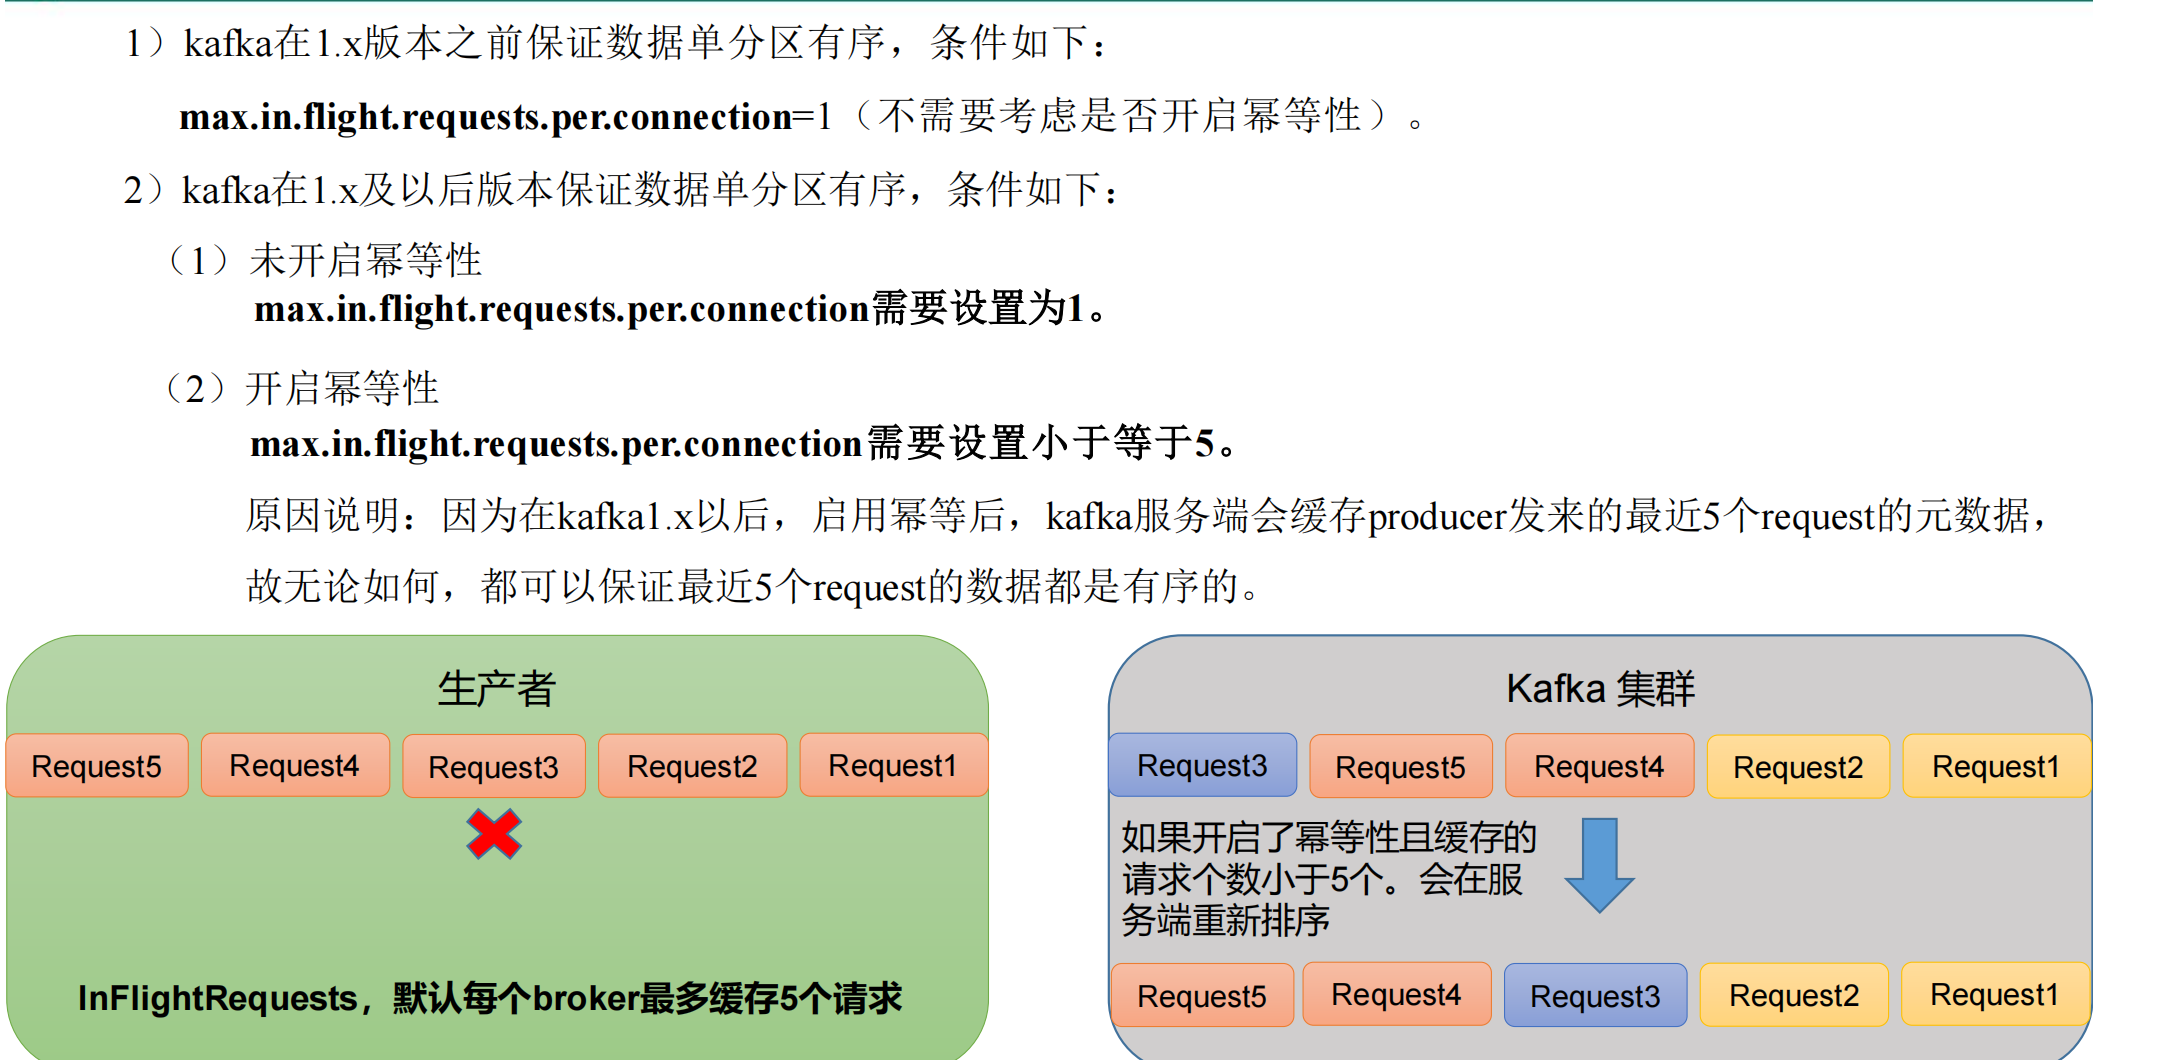 1）kafka在1.x版本之前保证数据单分区有序，条件如下：
max.in.flight.requests.per.connection=1（不需要考虑是否开启幂等性）。
2）kafka在1.x及以后版本保证数据单分区有序，条件如下：
（1）未开启幂等性
max.in.flight.requests.per.connection需要设置为1。
（2）开启幂等性
max.in.flight.requests.per.connection需要设置小于等于5。
原因说明：因为在kafka1.x以后，启用幂等后，kafka服务端会缓存producer发来的最近5个request的元数据，
故无论如何，都可以保证最近5个request的数据都是有序的。
生产者
Request5 Request4 Request3 Request2 Request1
InFlightRequests，默认每个broker最多缓存5个请求
Kafka 集群
Request3 Request5 Request4 Request2 Request1
如果开启了幂等性且缓存的
请求个数小于5个。会在服
务端重新排序
Request5 Request4 Request3 Request2 Request1